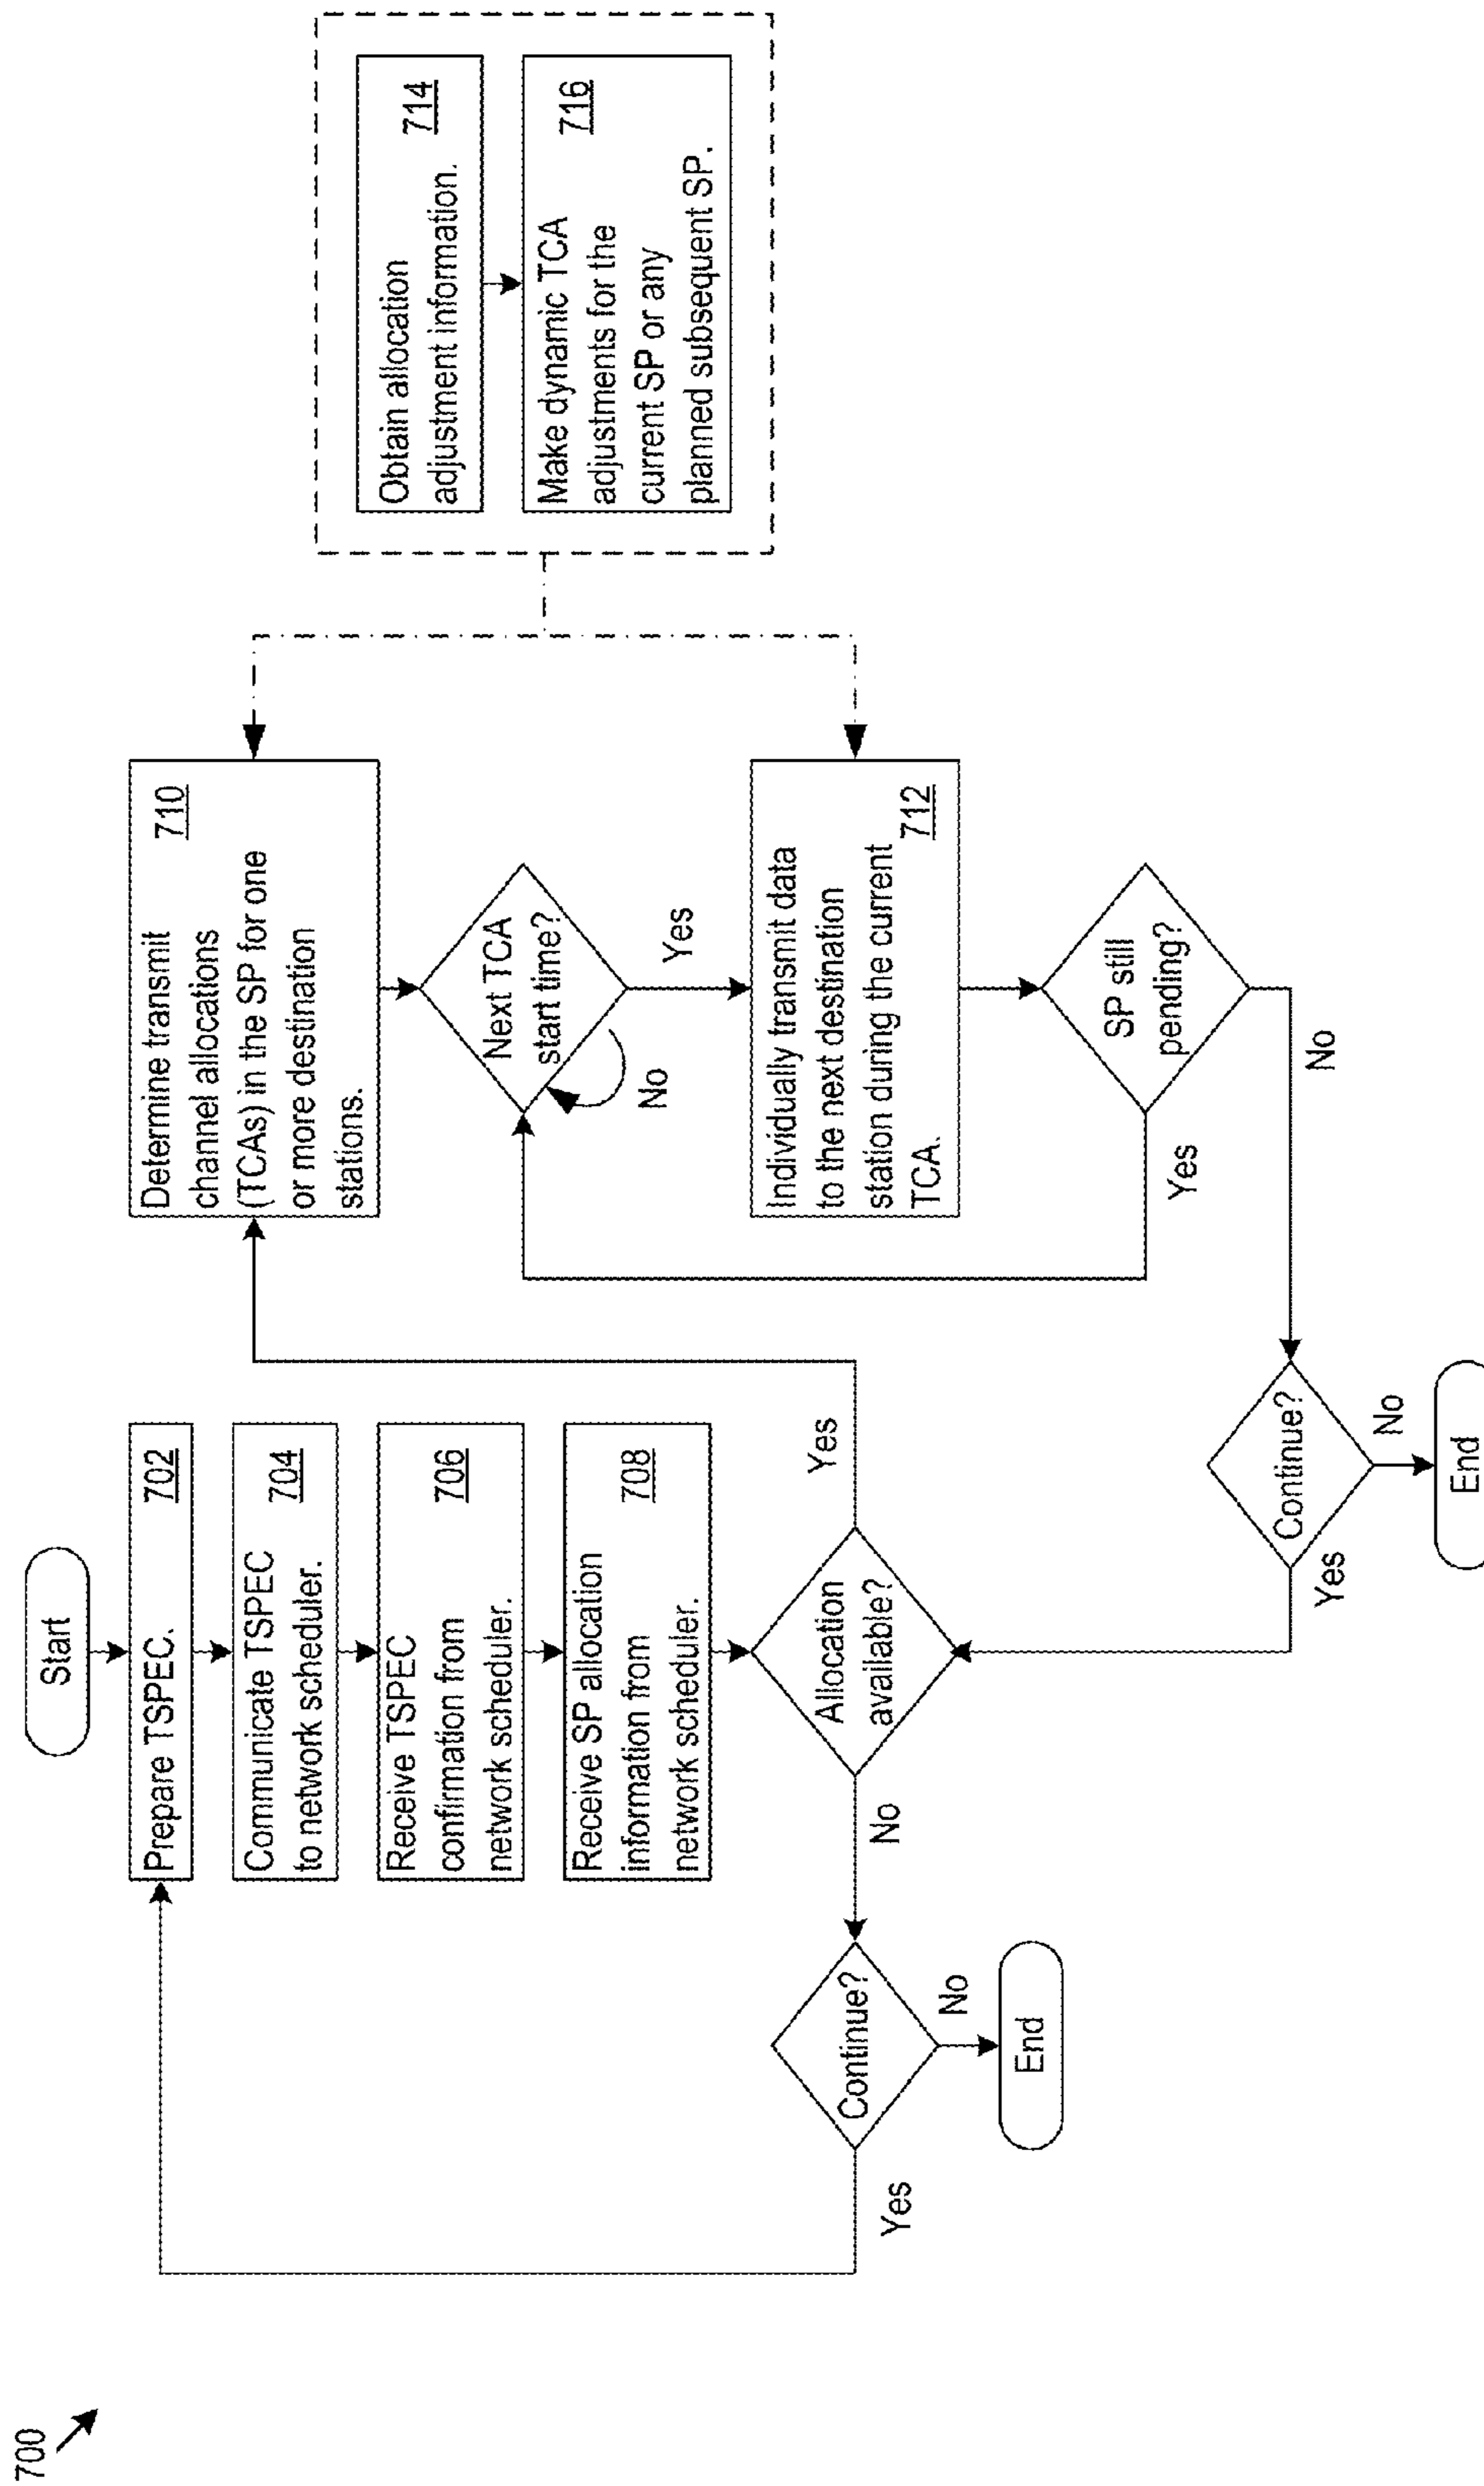 700
Start
Prepare TSPEC. 702
Communicate TSPEC
to network scheduler. 704
Receive TSPEC
confirmation from 706
network scheduler.
Receive SP allocation
information from 708
network scheduler.
Allocation
available?
No
Yes
Continue?
Yes
No
End
Determine transmit
channel allocations 710
(TCAs) in the SP for one
or more destination
stations.
Next TCA
start time?
No
Yes
Individually transmit data
to the next destination
station during the current
TCA. 712
SP still
pending?
Yes
No
Continue?
Yes
No
End
Obtain allocation
adjustment information. 714
Make dynamic TCA
adjustments for the 716
current SP or any
planned subsequent SP.